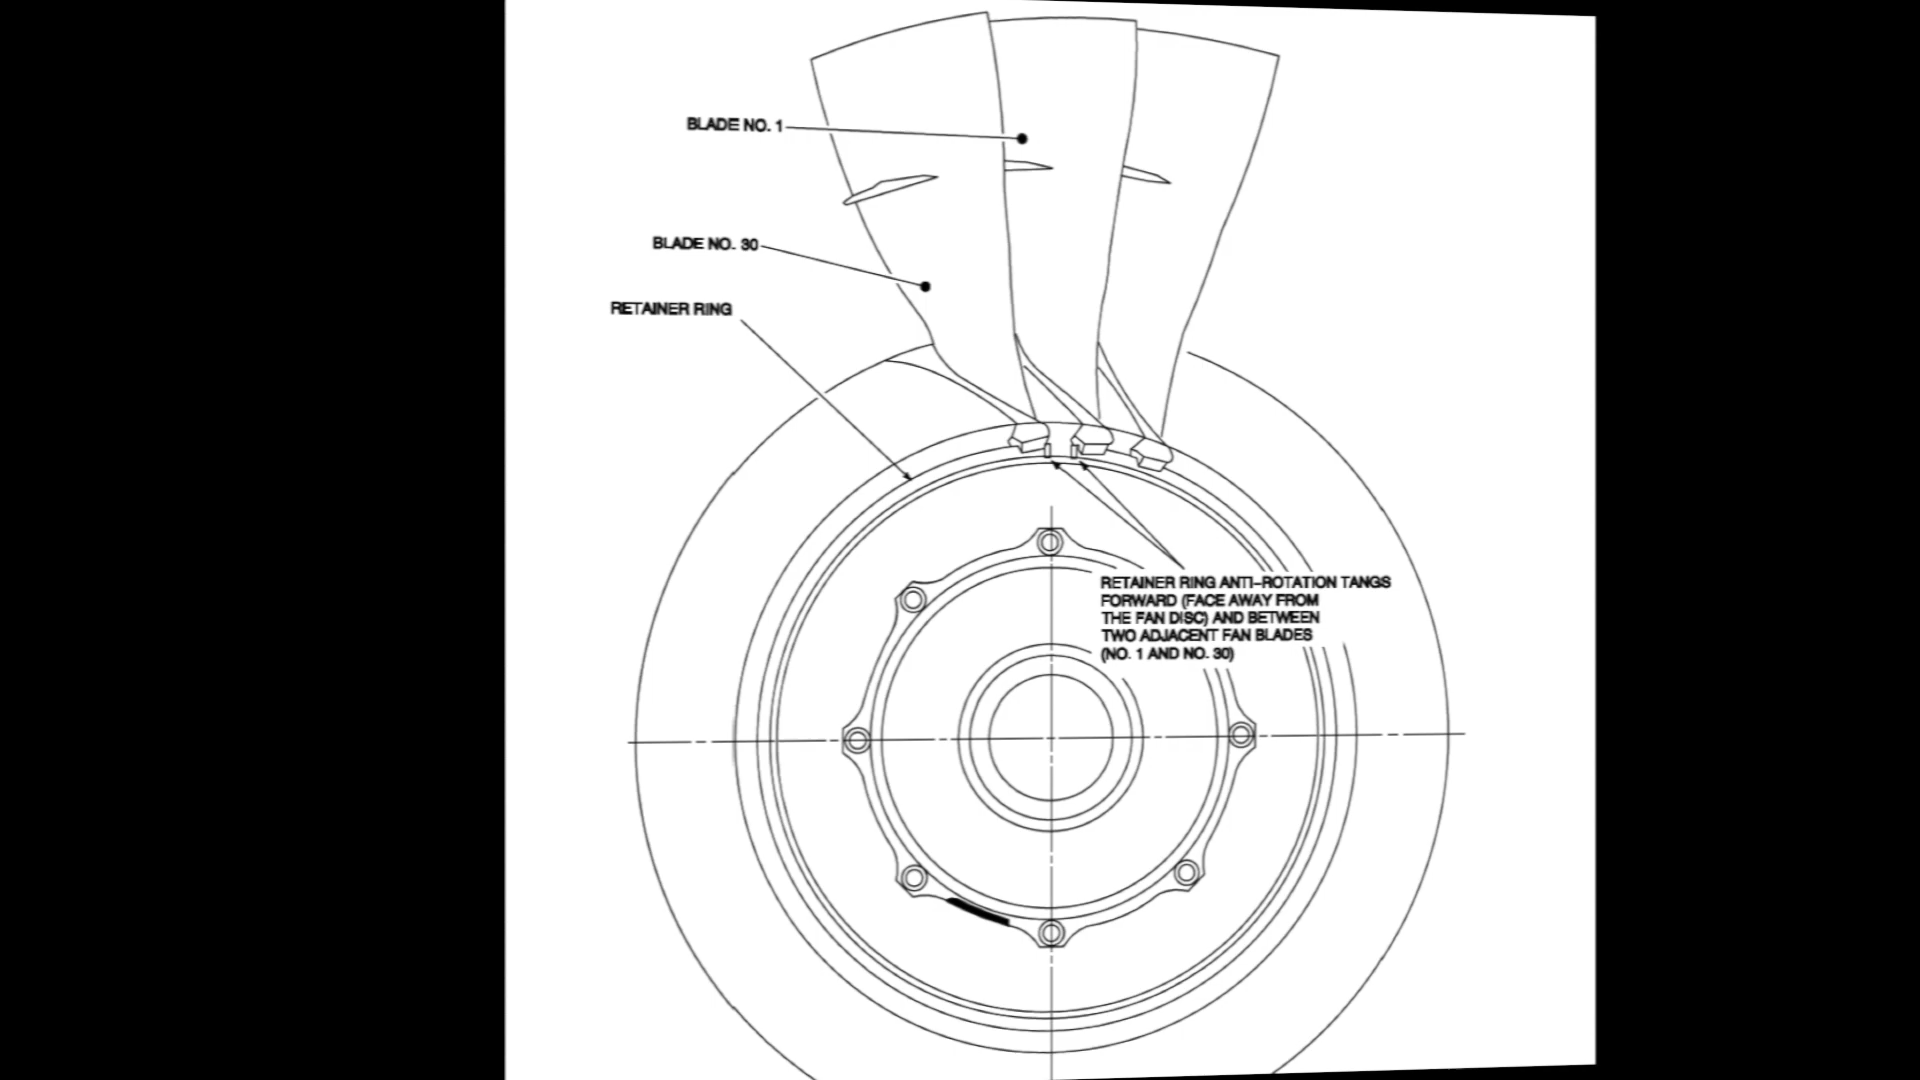 BLADE NO. 1
BLADE NO. 30
RETAINER RING
RETAINER RING ANTI-ROTATION TANGS
FORWARD (FACE AWAY FROM
THE FAN DISC) AND BETWEEN
TWO ADJACENT FAN BLADES
(NO. 1 AND NO. 30)